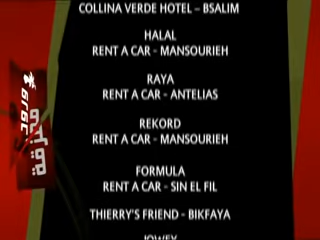 COLLINA VERDE HOTEL – BSALIM
HALAL
RENT A CAR - MANSOURIEH
RAYA
RENT A CAR - ANTELIAS
REKORD
RENT A CAR - MANSOURIEH
FORMULA
RENT A CAR - SIN EL FIL
THIERRY'S FRIEND - BIKFAYA